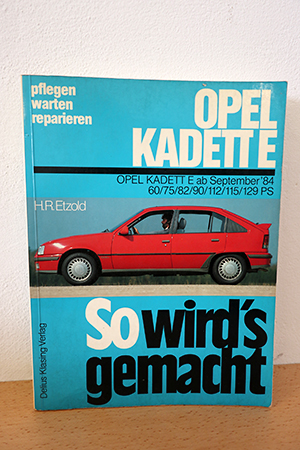 pflegen
warten
reparieren
OPEL
KADETT E
OPEL KADETT E ab September '84
60/75/82/90/112/115/129 PS
H.R. Etzold
So wird's
gemacht
Delius Klasing Verlag